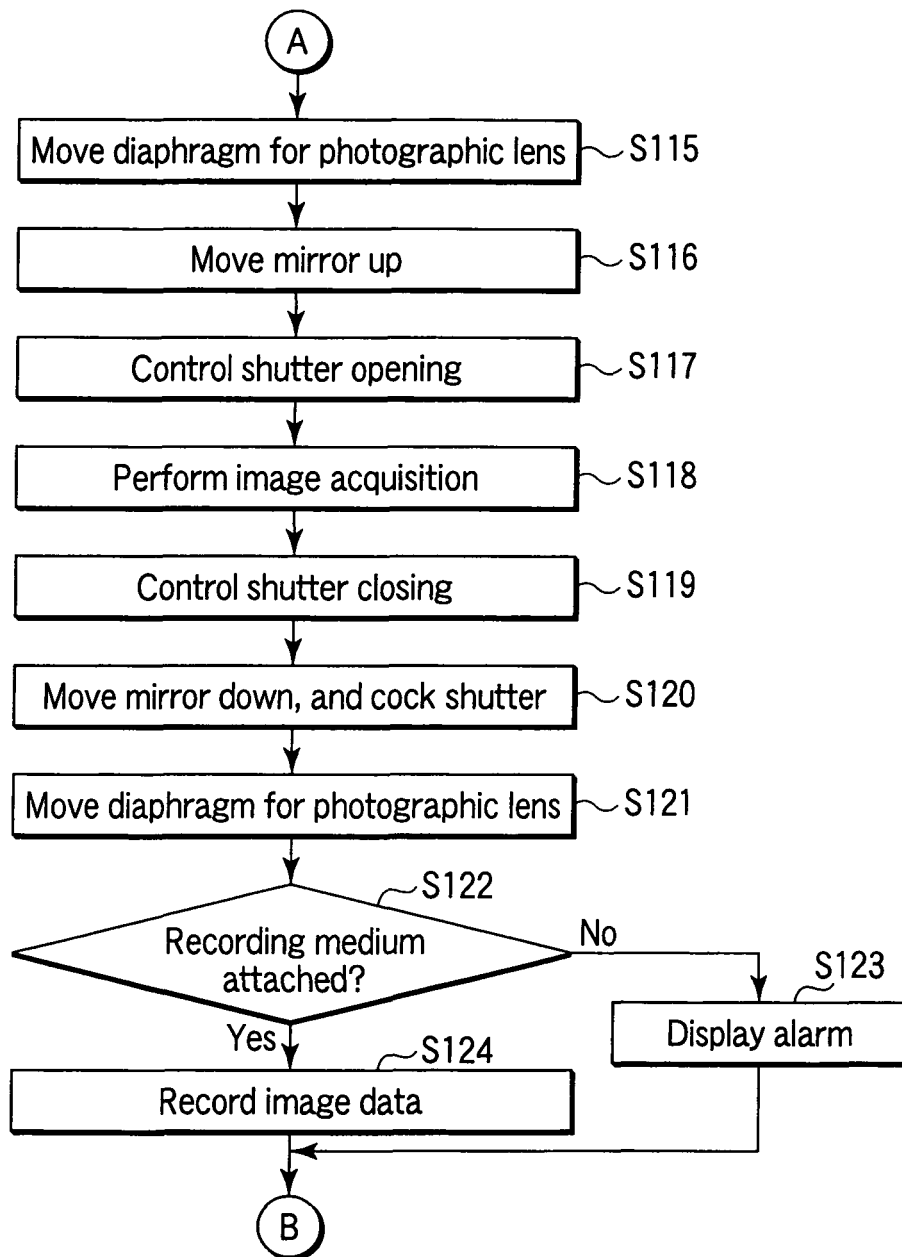 A
Move diaphragm for photographic lens S115
Move mirror up S116
Control shutter opening S117
Perform image acquisition S118
Control shutter closing S119
Move mirror down, and cock shutter S120
Move diaphragm for photographic lens S121
S122
Recording medium
attached?
No
S123
Display alarm
Yes
S124
Record image data
B